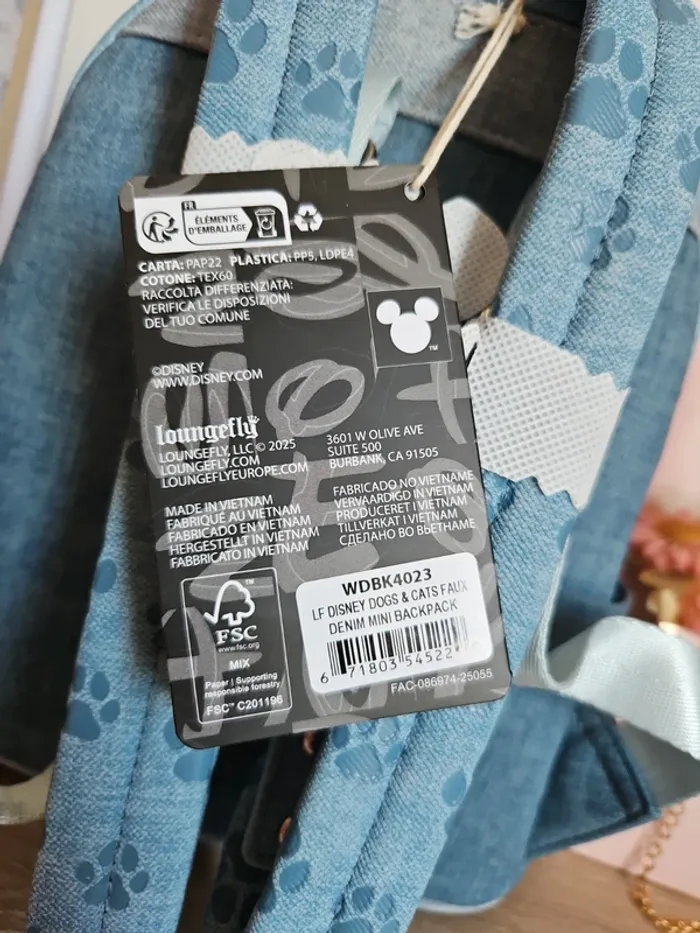 FR
ÉLÉMENTS
D'EMBALLAGE
CARTA: PAP22 PLASTICA: PP5, LDPE4
COTONE: TEX60
RACCOLTA DIFFERENZIATA:
VERIFICA LE DISPOSIZIONI
DEL TUO COMUNE
TM
©DISNEY
WWW.DISNEY.COM
loungefly
LOUNGEFLY, LLC © 2025
LOUNGEFLY.COM
LOUNGEFLYEUROPE.COM
3601 W OLIVE AVE
SUITE 500
BURBANK, CA 91505
MADE IN VIETNAM
FABRIQUÉ AU VIETNAM
FABRICADO EN VIETNAM
HERGESTELLT IN VIETNAM
FABBRICATO IN VIETNAM
FABRICADO NO VIETNAME
VERVAARDIGD IN VIETNAM
PRODUCERET I VIETNAM
TILLVERKAT I VIETNAM
СДЕЛАНО ВО ВЬЕТНАМЕ
TM
FSC
www.fsc.org
MIX
Paper | Supporting
responsible forestry
FSC™ C201196
WDBK4023
LF DISNEY DOGS & CATS FAUX
DENIM MINI BACKPACK
6 71803 54522
FAC-086974-25055